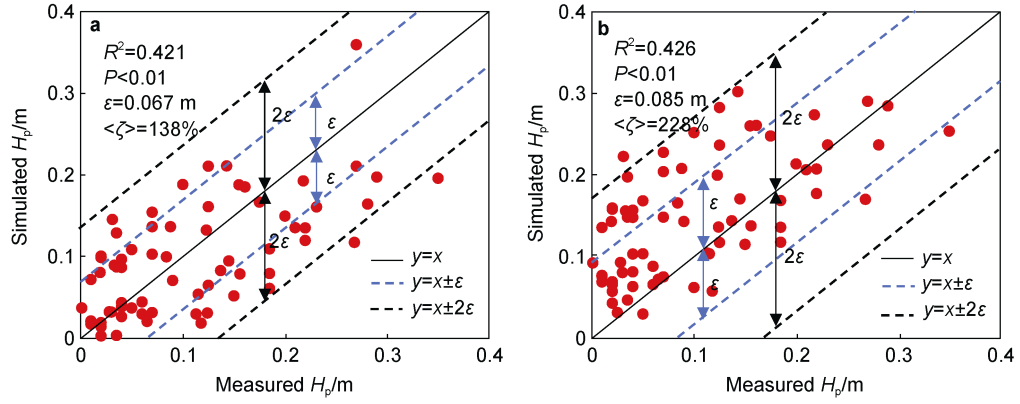 a
R²=0.421
P<0.01
ε=0.067 m
<ζ>=138%
2ε
ε
ε
2ε
y=x
y=x±ε
y=x±2ε
0.4
0.3
0.2
0.1
0
0
0.1
0.2
0.3
0.4
Simulated Hₚ/m
Measured Hₚ/m
b
R²=0.426
P<0.01
ε=0.085 m
<ζ>=228%
2ε
ε
ε
2ε
y=x
y=x±ε
y=x±2ε
0.4
0.3
0.2
0.1
0
0
0.1
0.2
0.3
0.4
Simulated Hₚ/m
Measured Hₚ/m